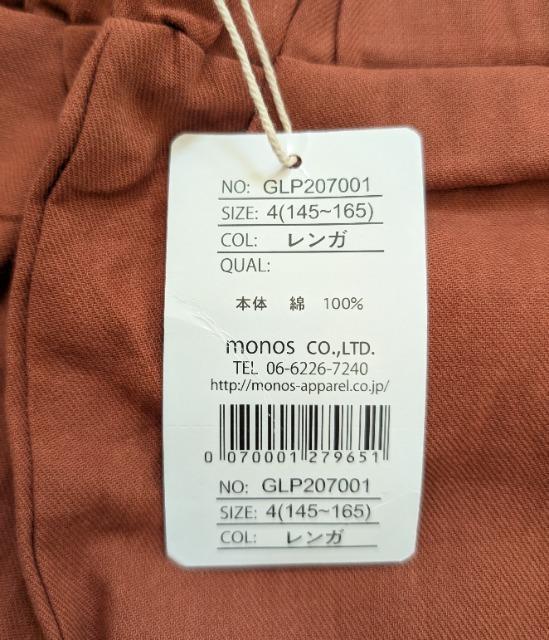 NO: GLP207001
SIZE: 4(145~165)
COL: レンガ
QUAL:
本体 綿 100%
monos CO.,LTD.
TEL 06-6226-7240
http://monos-apparel.co.jp/
0 070001 279651
NO: GLP207001
SIZE: 4(145~165)
COL: レンガ